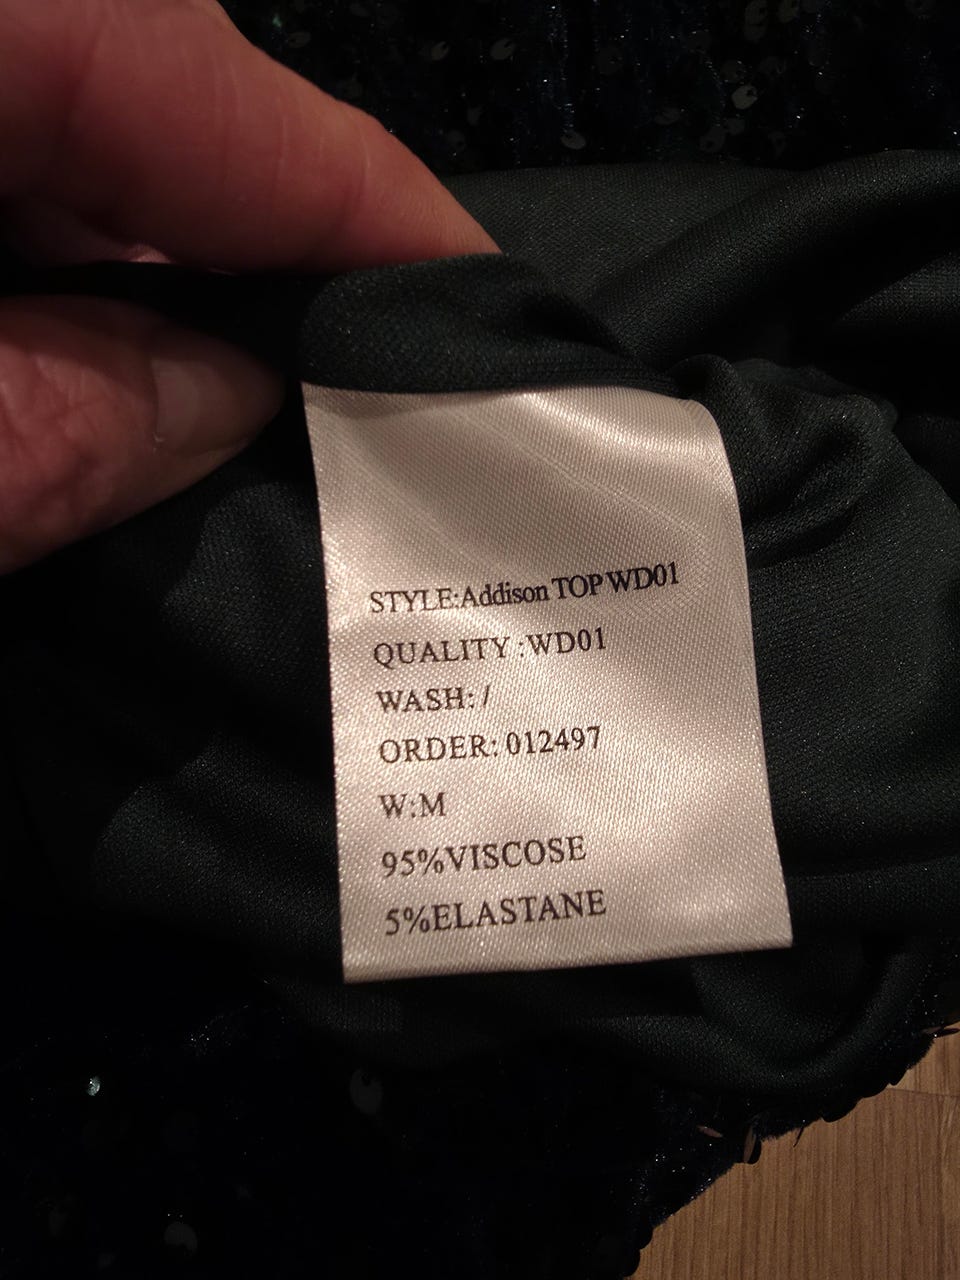 STYLE:Addison TOP WD01
QUALITY :WD01
WASH: /
ORDER: 012497
W:M
95%VISCOSE
5%ELASTANE